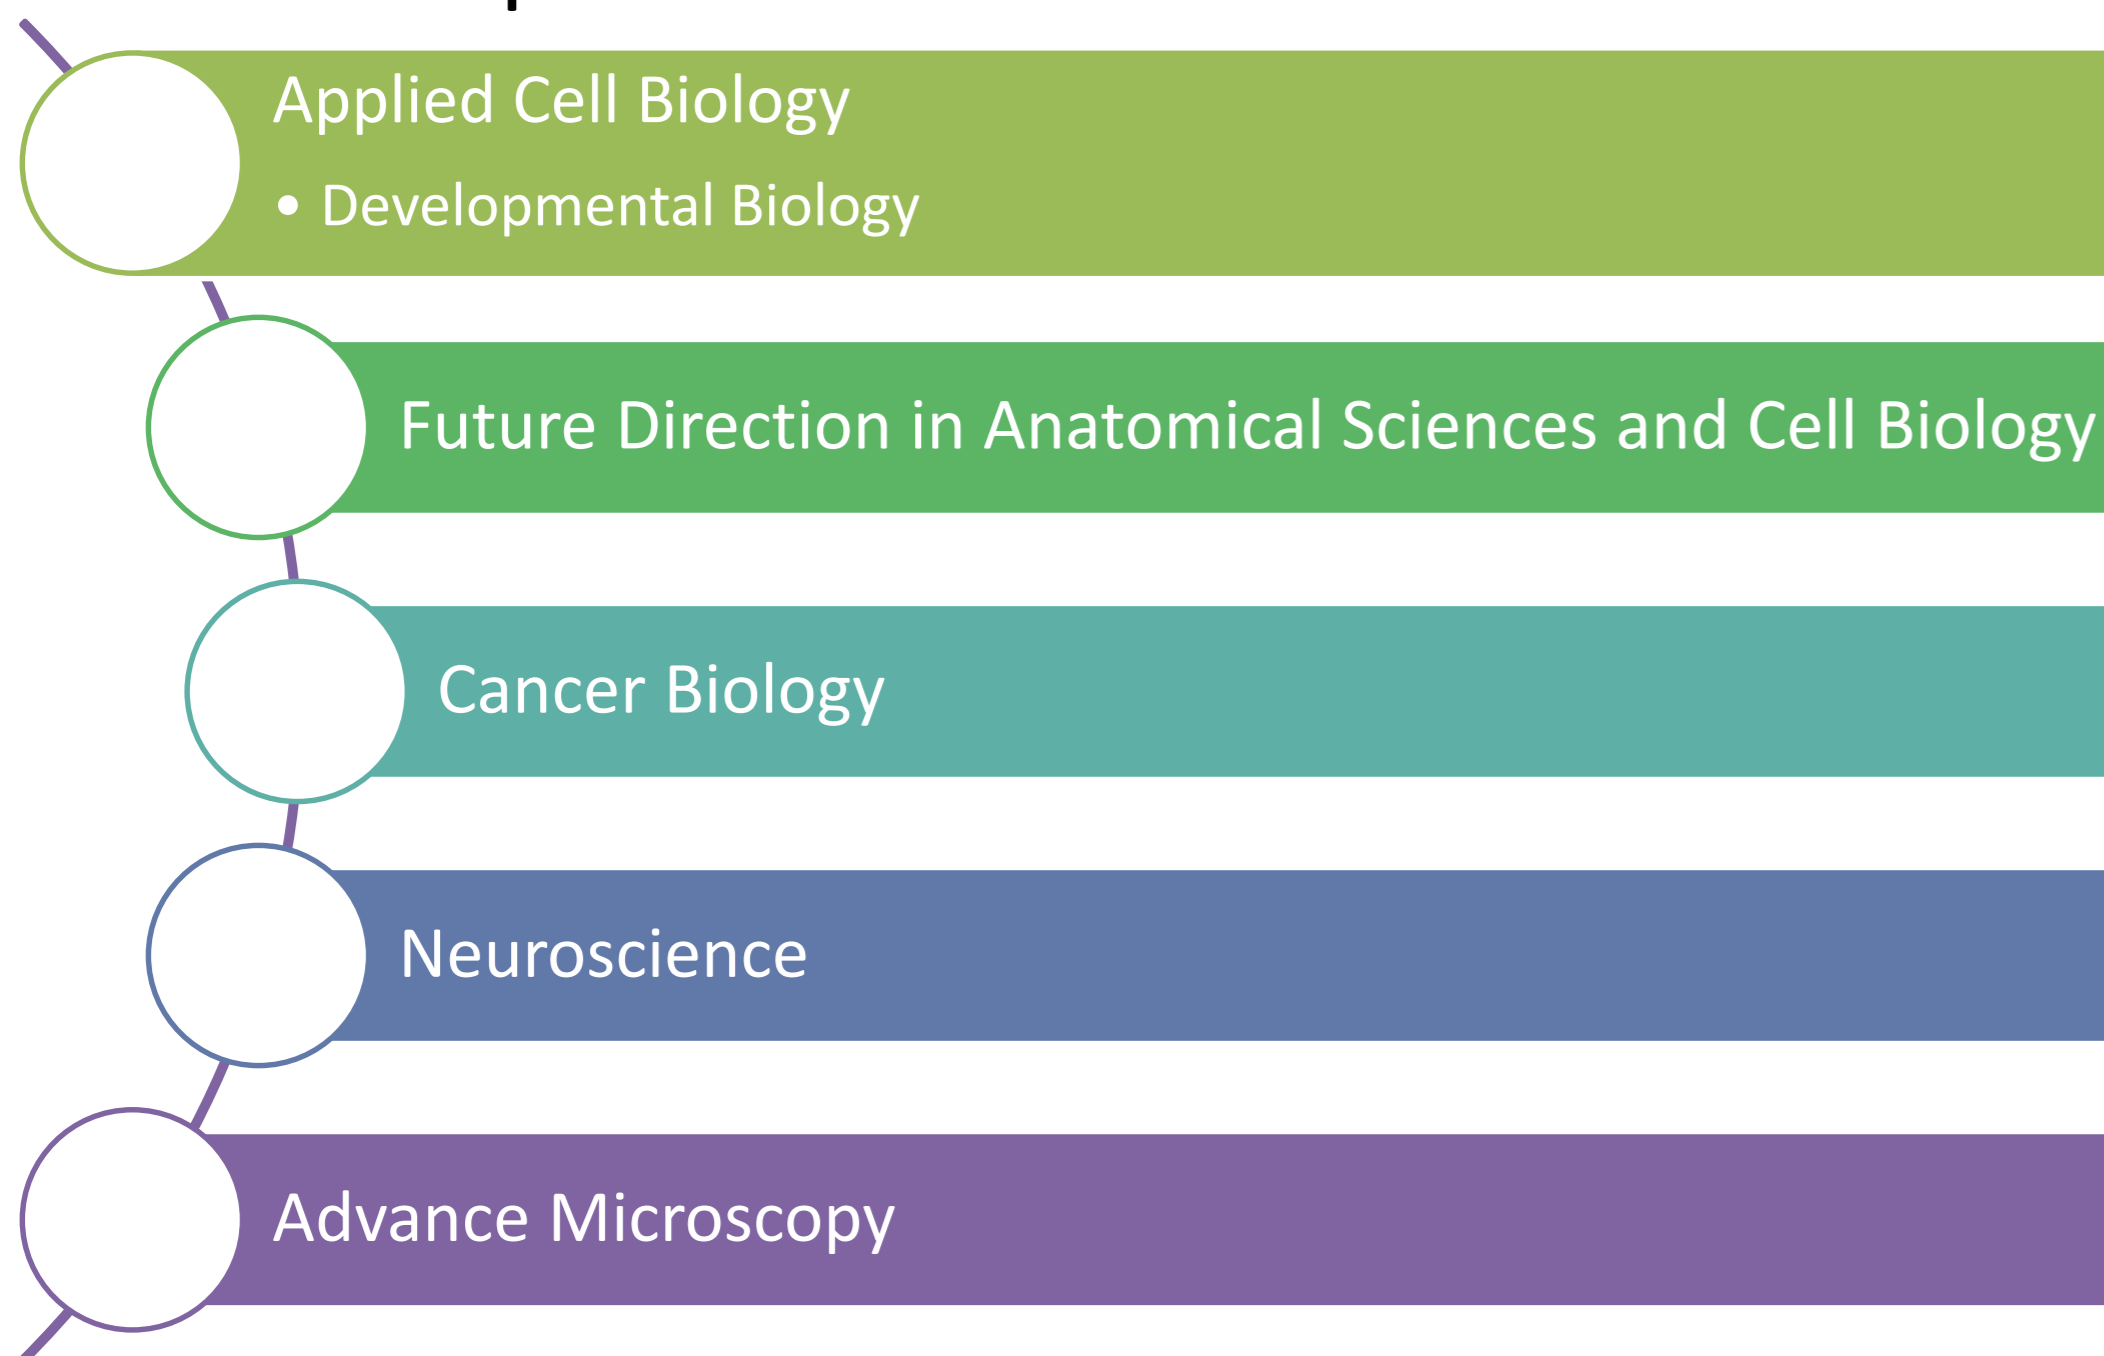 Applied Cell Biology
• Developmental Biology
Future Direction in Anatomical Sciences and Cell Biology
Cancer Biology
Neuroscience
Advance Microscopy